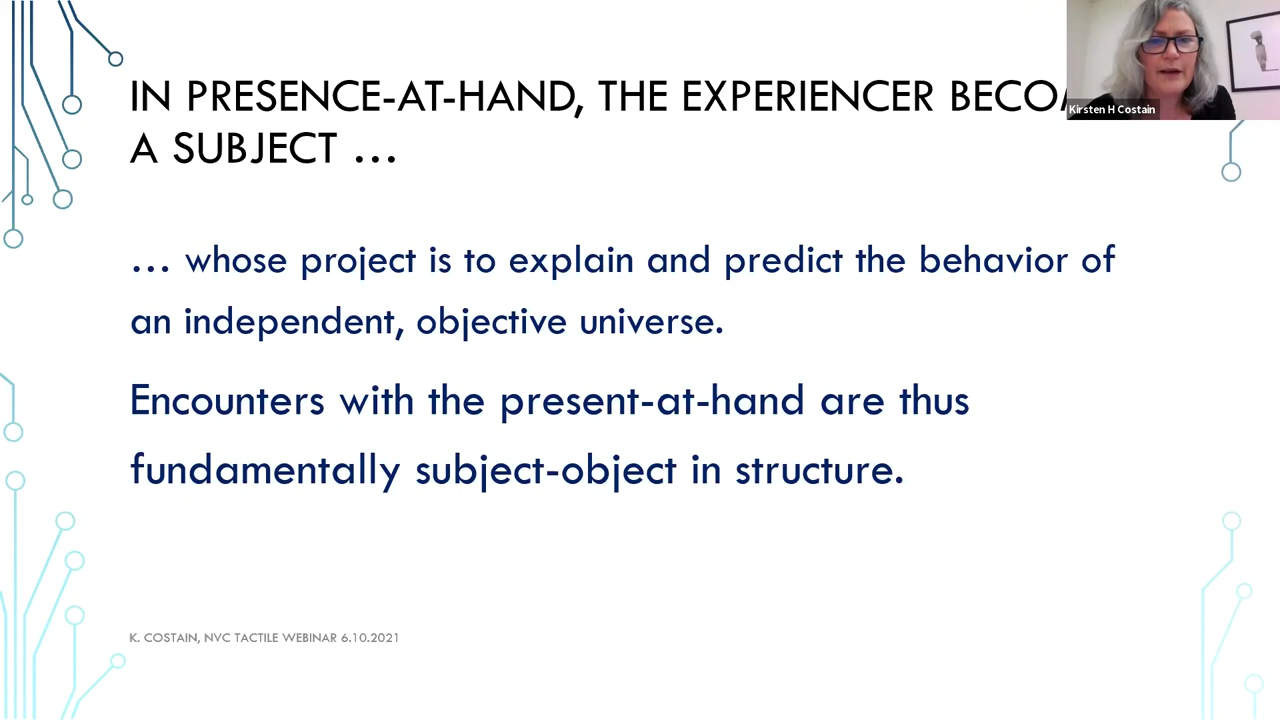 IN PRESENCE-AT-HAND, THE EXPERIENCER
A SUBJECT ...
Kirsten H Costain
... whose project is to explain and predict the behavior of
an independent, objective universe.
Encounters with the present-at-hand are thus
fundamentally subject-object in structure.
K. COSTAIN, NVC TACTILE WEBINAR 6.10.2021